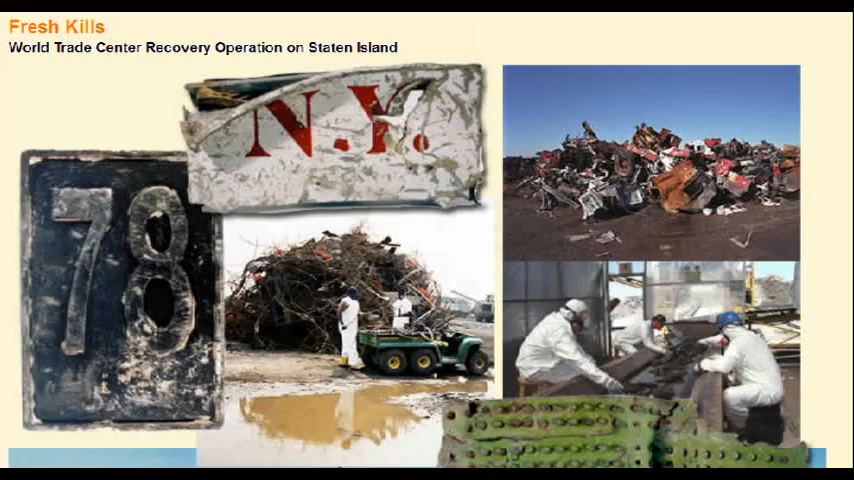 Fresh Kills
World Trade Center Recovery Operation on Staten Island
N.Y.
78